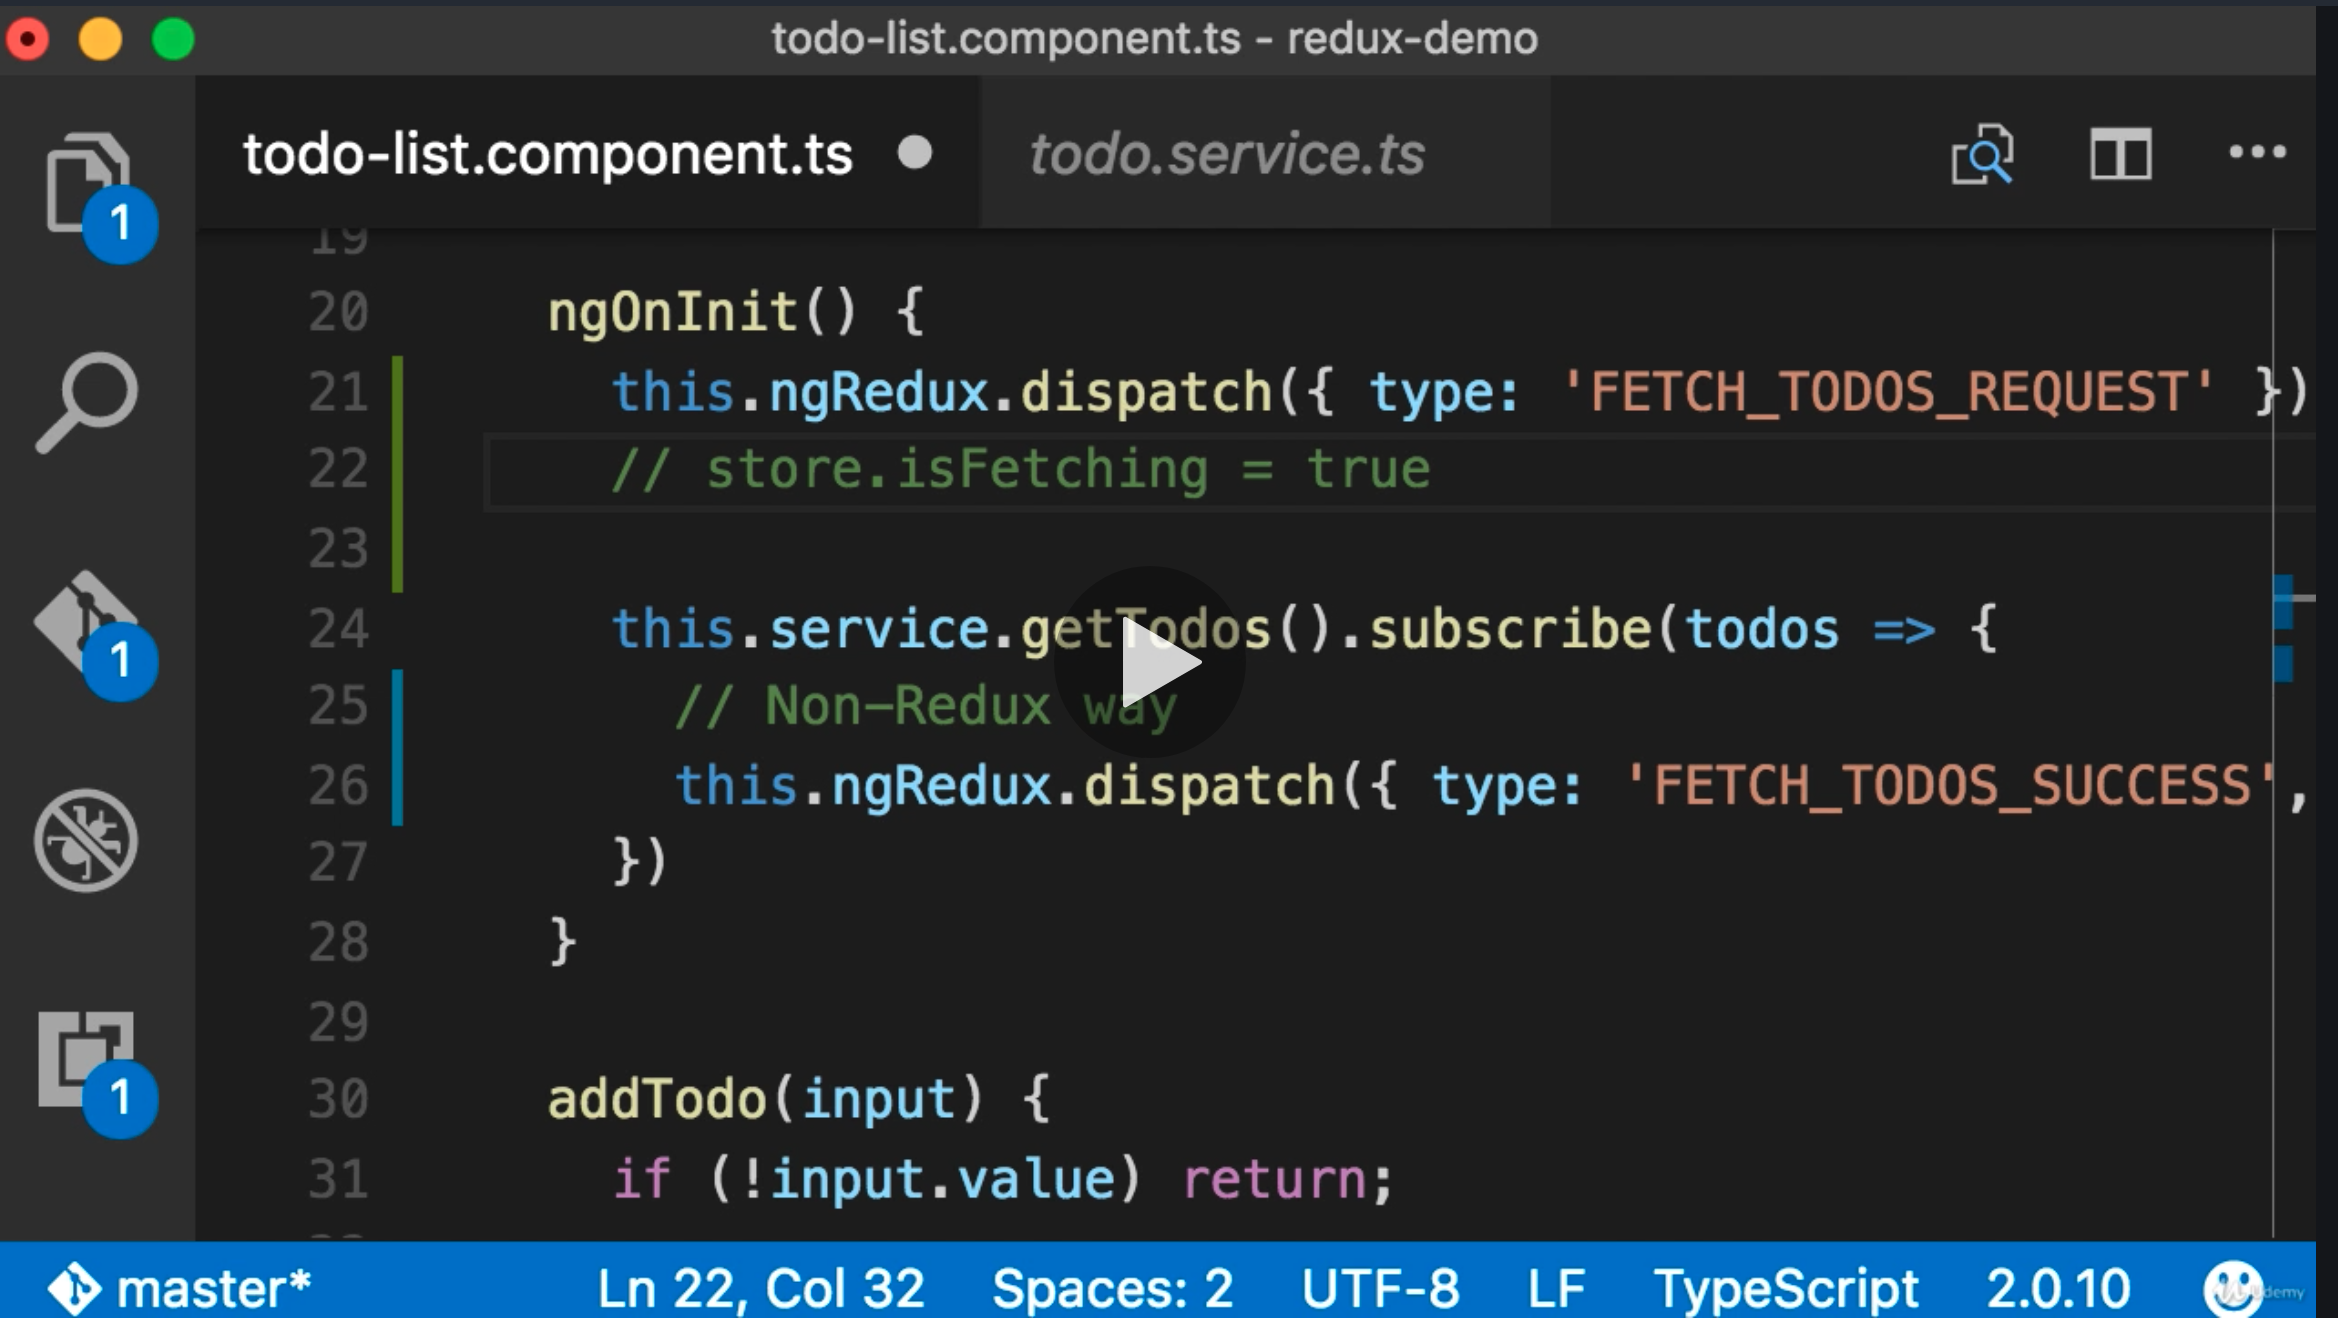 todo-list.component.ts - redux-demo
todo-list.component.ts
todo.service.ts
1
19
20 ngOnInit() {
21 this.ngRedux.dispatch({ type: 'FETCH_TODOS_REQUEST' })
22 // store.isFetching = true
23
24 this.service.getTodos().subscribe(todos => {
25 // Non-Redux way
26 this.ngRedux.dispatch({ type: 'FETCH_TODOS_SUCCESS',
27 })
28 }
29
30 addTodo(input) {
31 if (!input.value) return;
1
1
master* Ln 22, Col 32 Spaces: 2 UTF-8 LF TypeScript 2.0.10
Udemy